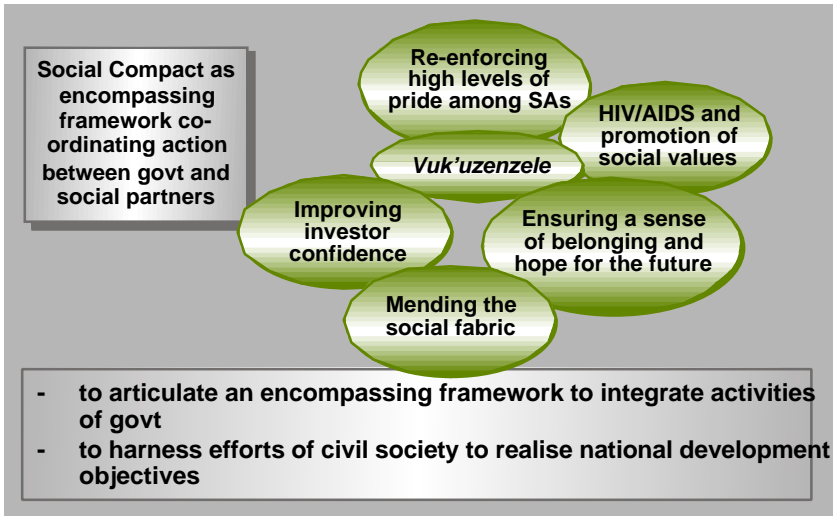 Social Compact as
encompassing
framework co-
ordinating action
between govt and
social partners
Re-enforcing
high levels of
pride among SAs
HIV/AIDS and
promotion of
social values
Vuk’uzenzele
Improving
investor
confidence
Ensuring a sense
of belonging and
hope for the future
Mending the
social fabric
- to articulate an encompassing framework to integrate activities
of govt
- to harness efforts of civil society to realise national development
objectives